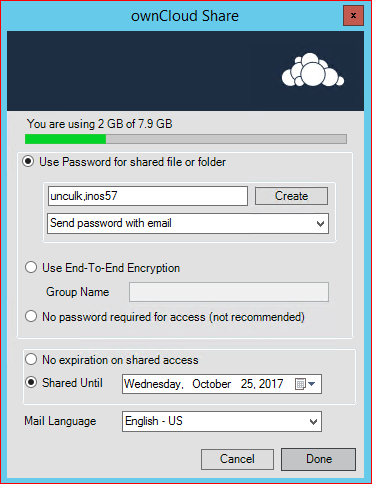 ownCloud Share
x
You are using 2 GB of 7.9 GB
Use Password for shared file or folder
unculk,inos57
Create
Send password with email
Use End-To-End Encryption
Group Name
No password required for access (not recommended)
No expiration on shared access
Shared Until
Wednesday, October 25, 2017
Mail Language
English - US
Cancel
Done